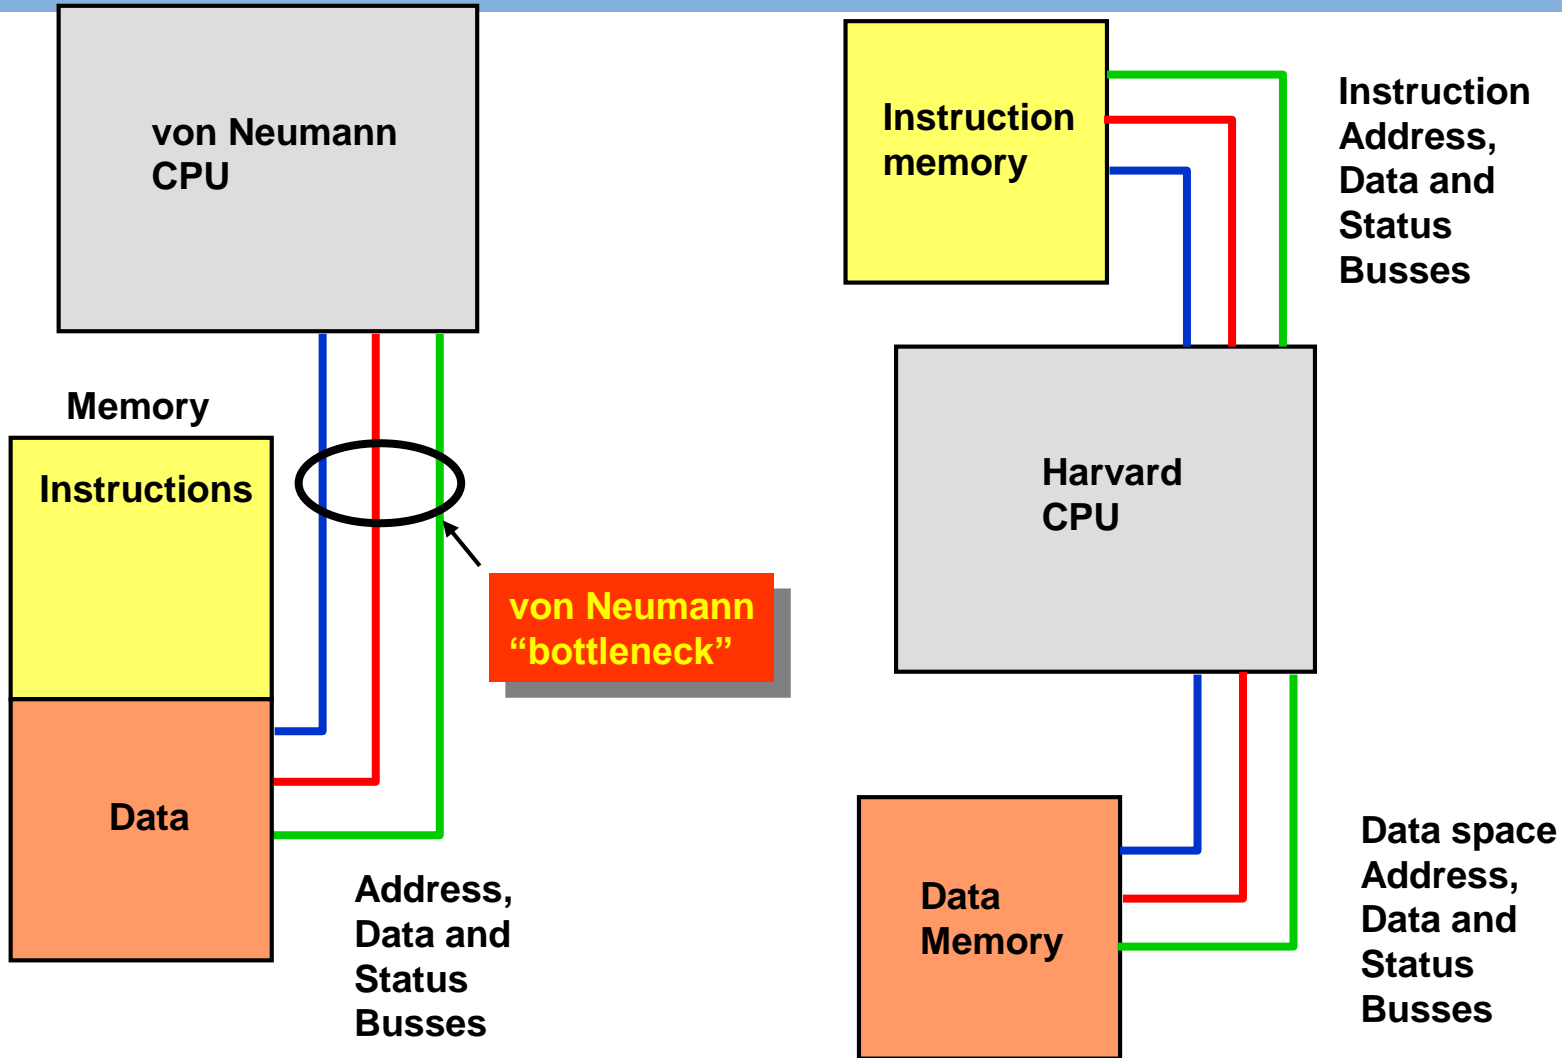 von Neumann
CPU
Memory
Instructions
von Neumann
“bottleneck”
Data
Address,
Data and
Status
Busses
Instruction
memory
Instruction
Address,
Data and
Status
Busses
Harvard
CPU
Data
Memory
Data space
Address,
Data and
Status
Busses